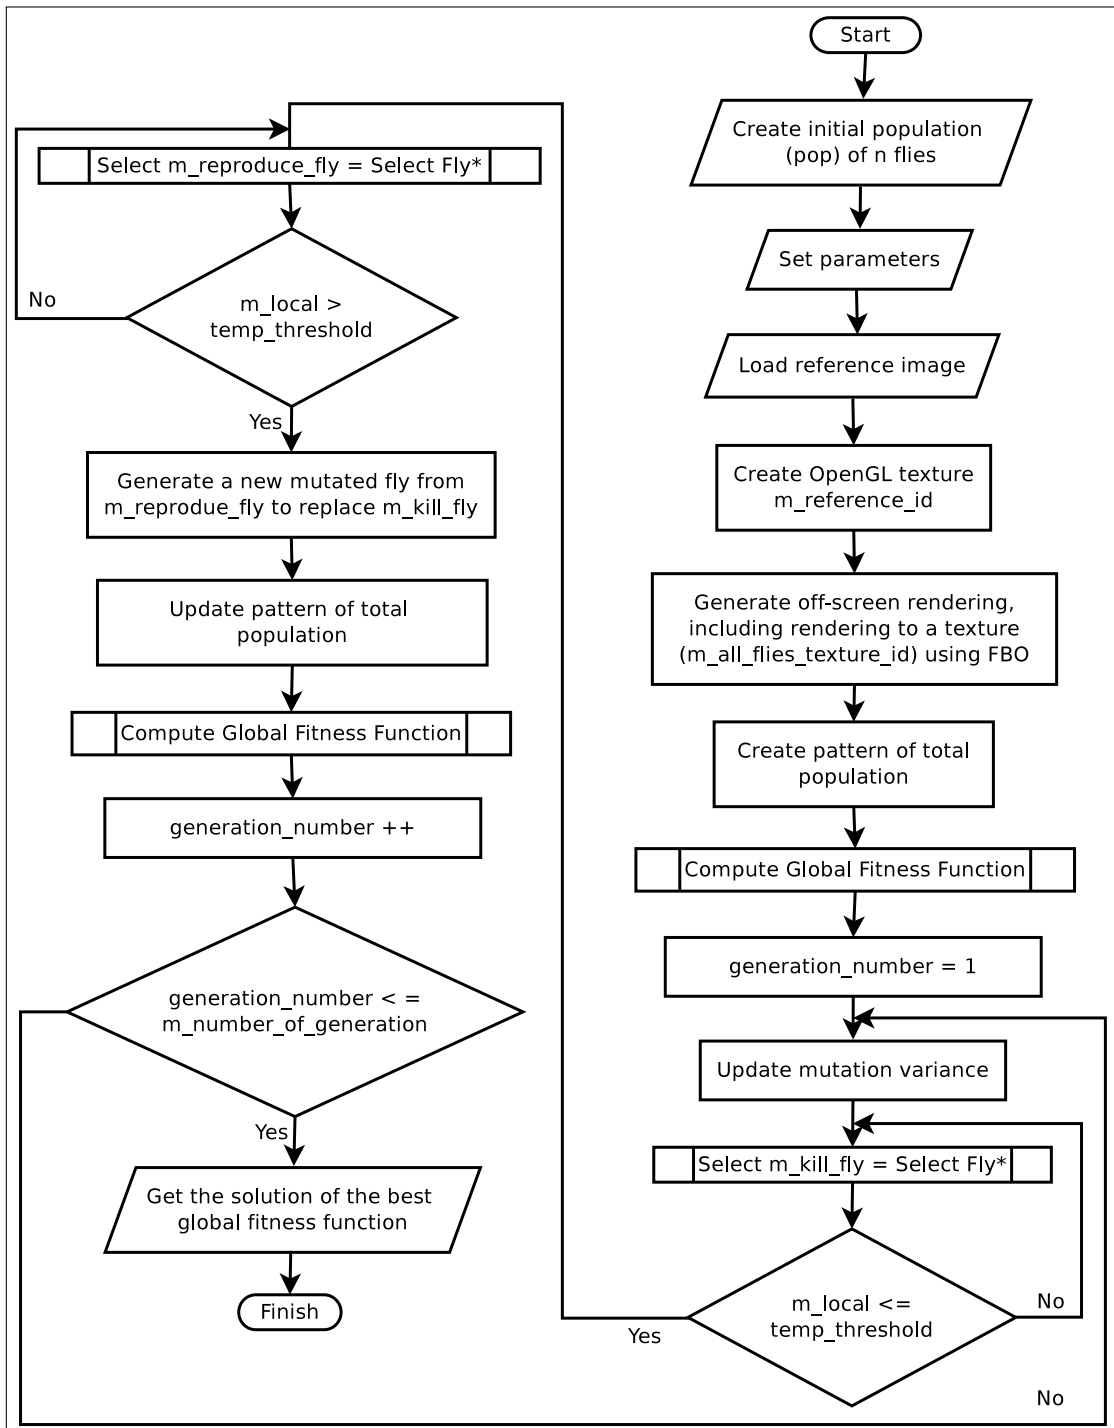 Start
Create initial population
(pop) of n flies
Set parameters
Load reference image
Create OpenGL texture
m_reference_id
Generate off-screen rendering,
including rendering to a texture
(m_all_flies_texture_id) using FBO
Create pattern of total
population
Compute Global Fitness Function
generation_number = 1
Update mutation variance
Select m_kill_fly = Select Fly*
m_local <=
temp_threshold
No
Yes
No
Select m_reproduce_fly = Select Fly*
m_local >
temp_threshold
No
Yes
Generate a new mutated fly from
m_reprodue_fly to replace m_kill_fly
Update pattern of total
population
Compute Global Fitness Function
generation_number ++
generation_number < =
m_number_of_generation
Yes
Get the solution of the best
global fitness function
Finish